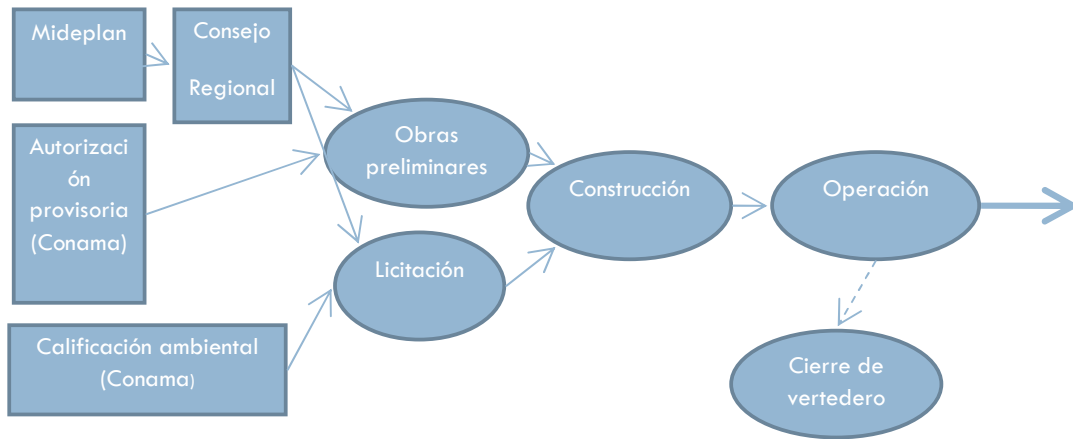 Mideplan
Consejo
Regional
Autorizaci
ón
provisoria
(Conama)
Obras
preliminares
Construcción
Operación
Licitación
Calificación ambiental
(Conama)
Cierre de
vertedero